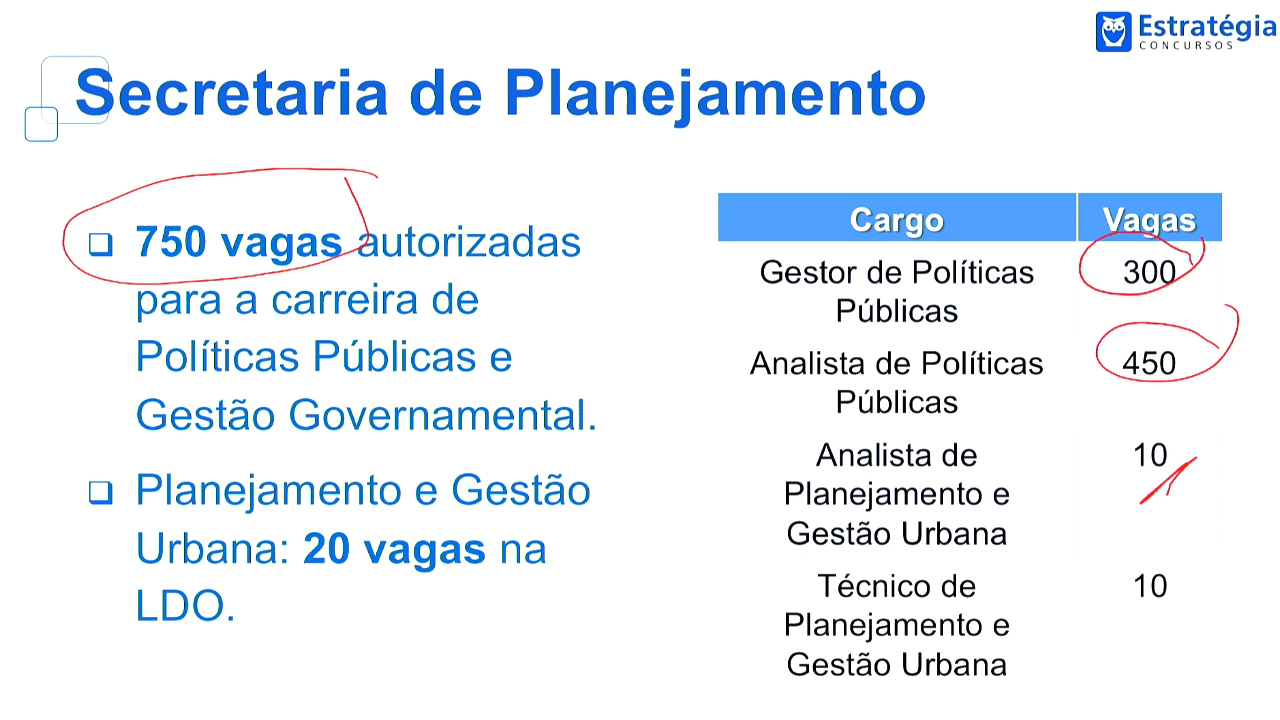 Estratégia
CONCURSOS
Secretaria de Planejamento
750 vagas autorizadas
para a carreira de
Políticas Públicas e
Gestão Governamental.
Planejamento e Gestão
Urbana: 20 vagas na
LDO.
Cargo Vagas
Gestor de Políticas 300
Públicas
Analista de Políticas 450
Públicas
Analista de 10
Planejamento e
Gestão Urbana
Técnico de 10
Planejamento e
Gestão Urbana